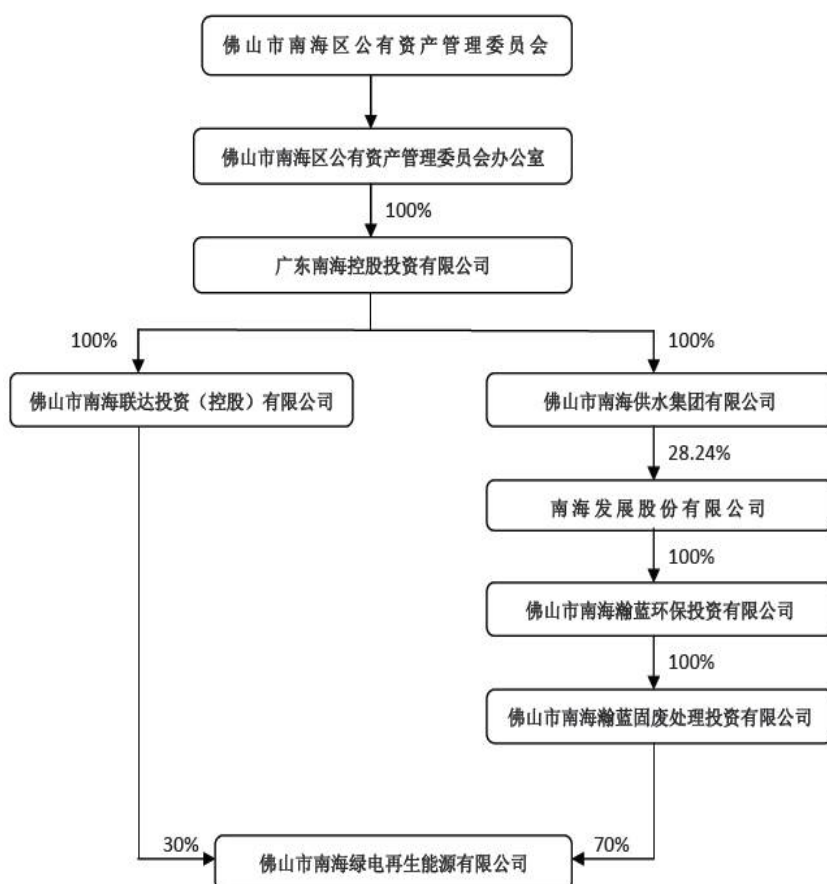 佛山市南海区公有资产管理委员会
佛山市南海区公有资产管理委员会办公室
100%
广东南海控股投资有限公司
100%
100%
佛山市南海联达投资（控股）有限公司
佛山市南海供水集团有限公司
28.24%
南海发展股份有限公司
100%
佛山市南海瀚蓝环保投资有限公司
100%
佛山市南海瀚蓝固废处理投资有限公司
30%
70%
佛山市南海绿电再生能源有限公司